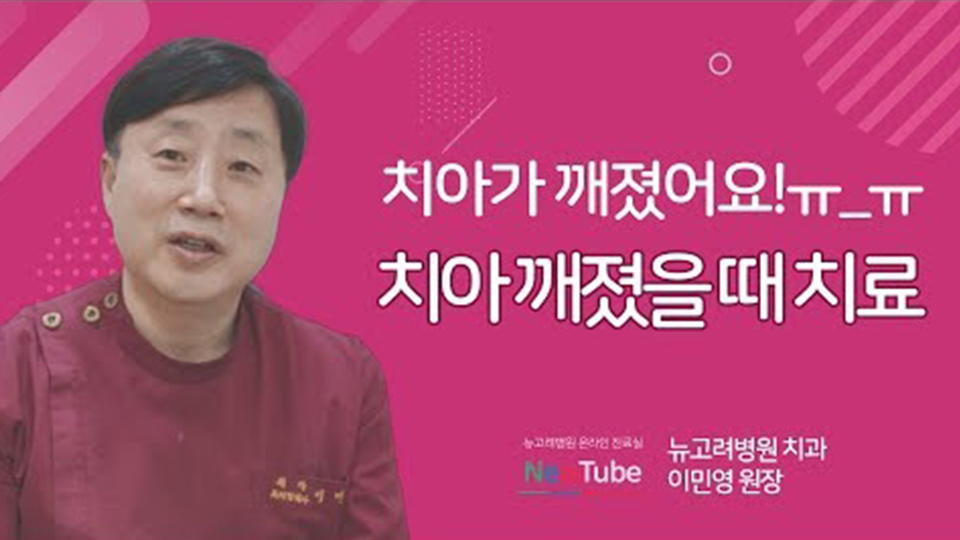 치아가 깨졌어요!ㅠ_ㅠ
치아 깨졌을 때 치료
뉴고려병원 온라인 진료실
NewTube
뉴고려병원 치과
이민영 원장